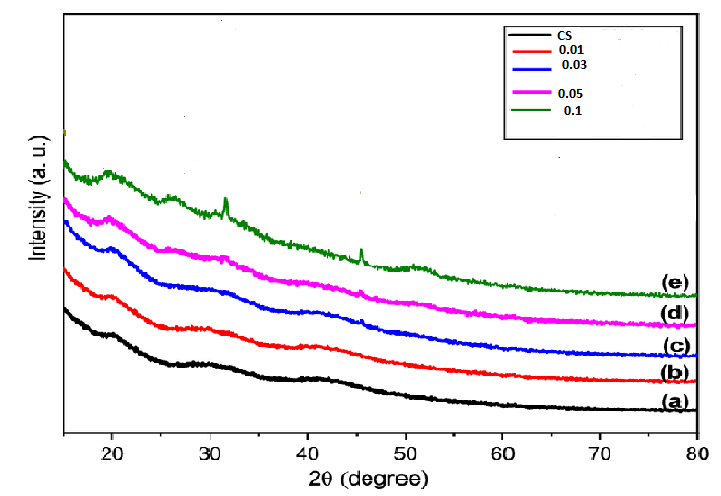 CS
0.01
0.03
0.05
0.1
Intensity (a. u.)
(e)
(d)
(c)
(b)
(a)
20 30 40 50 60 70 80
2θ (degree)